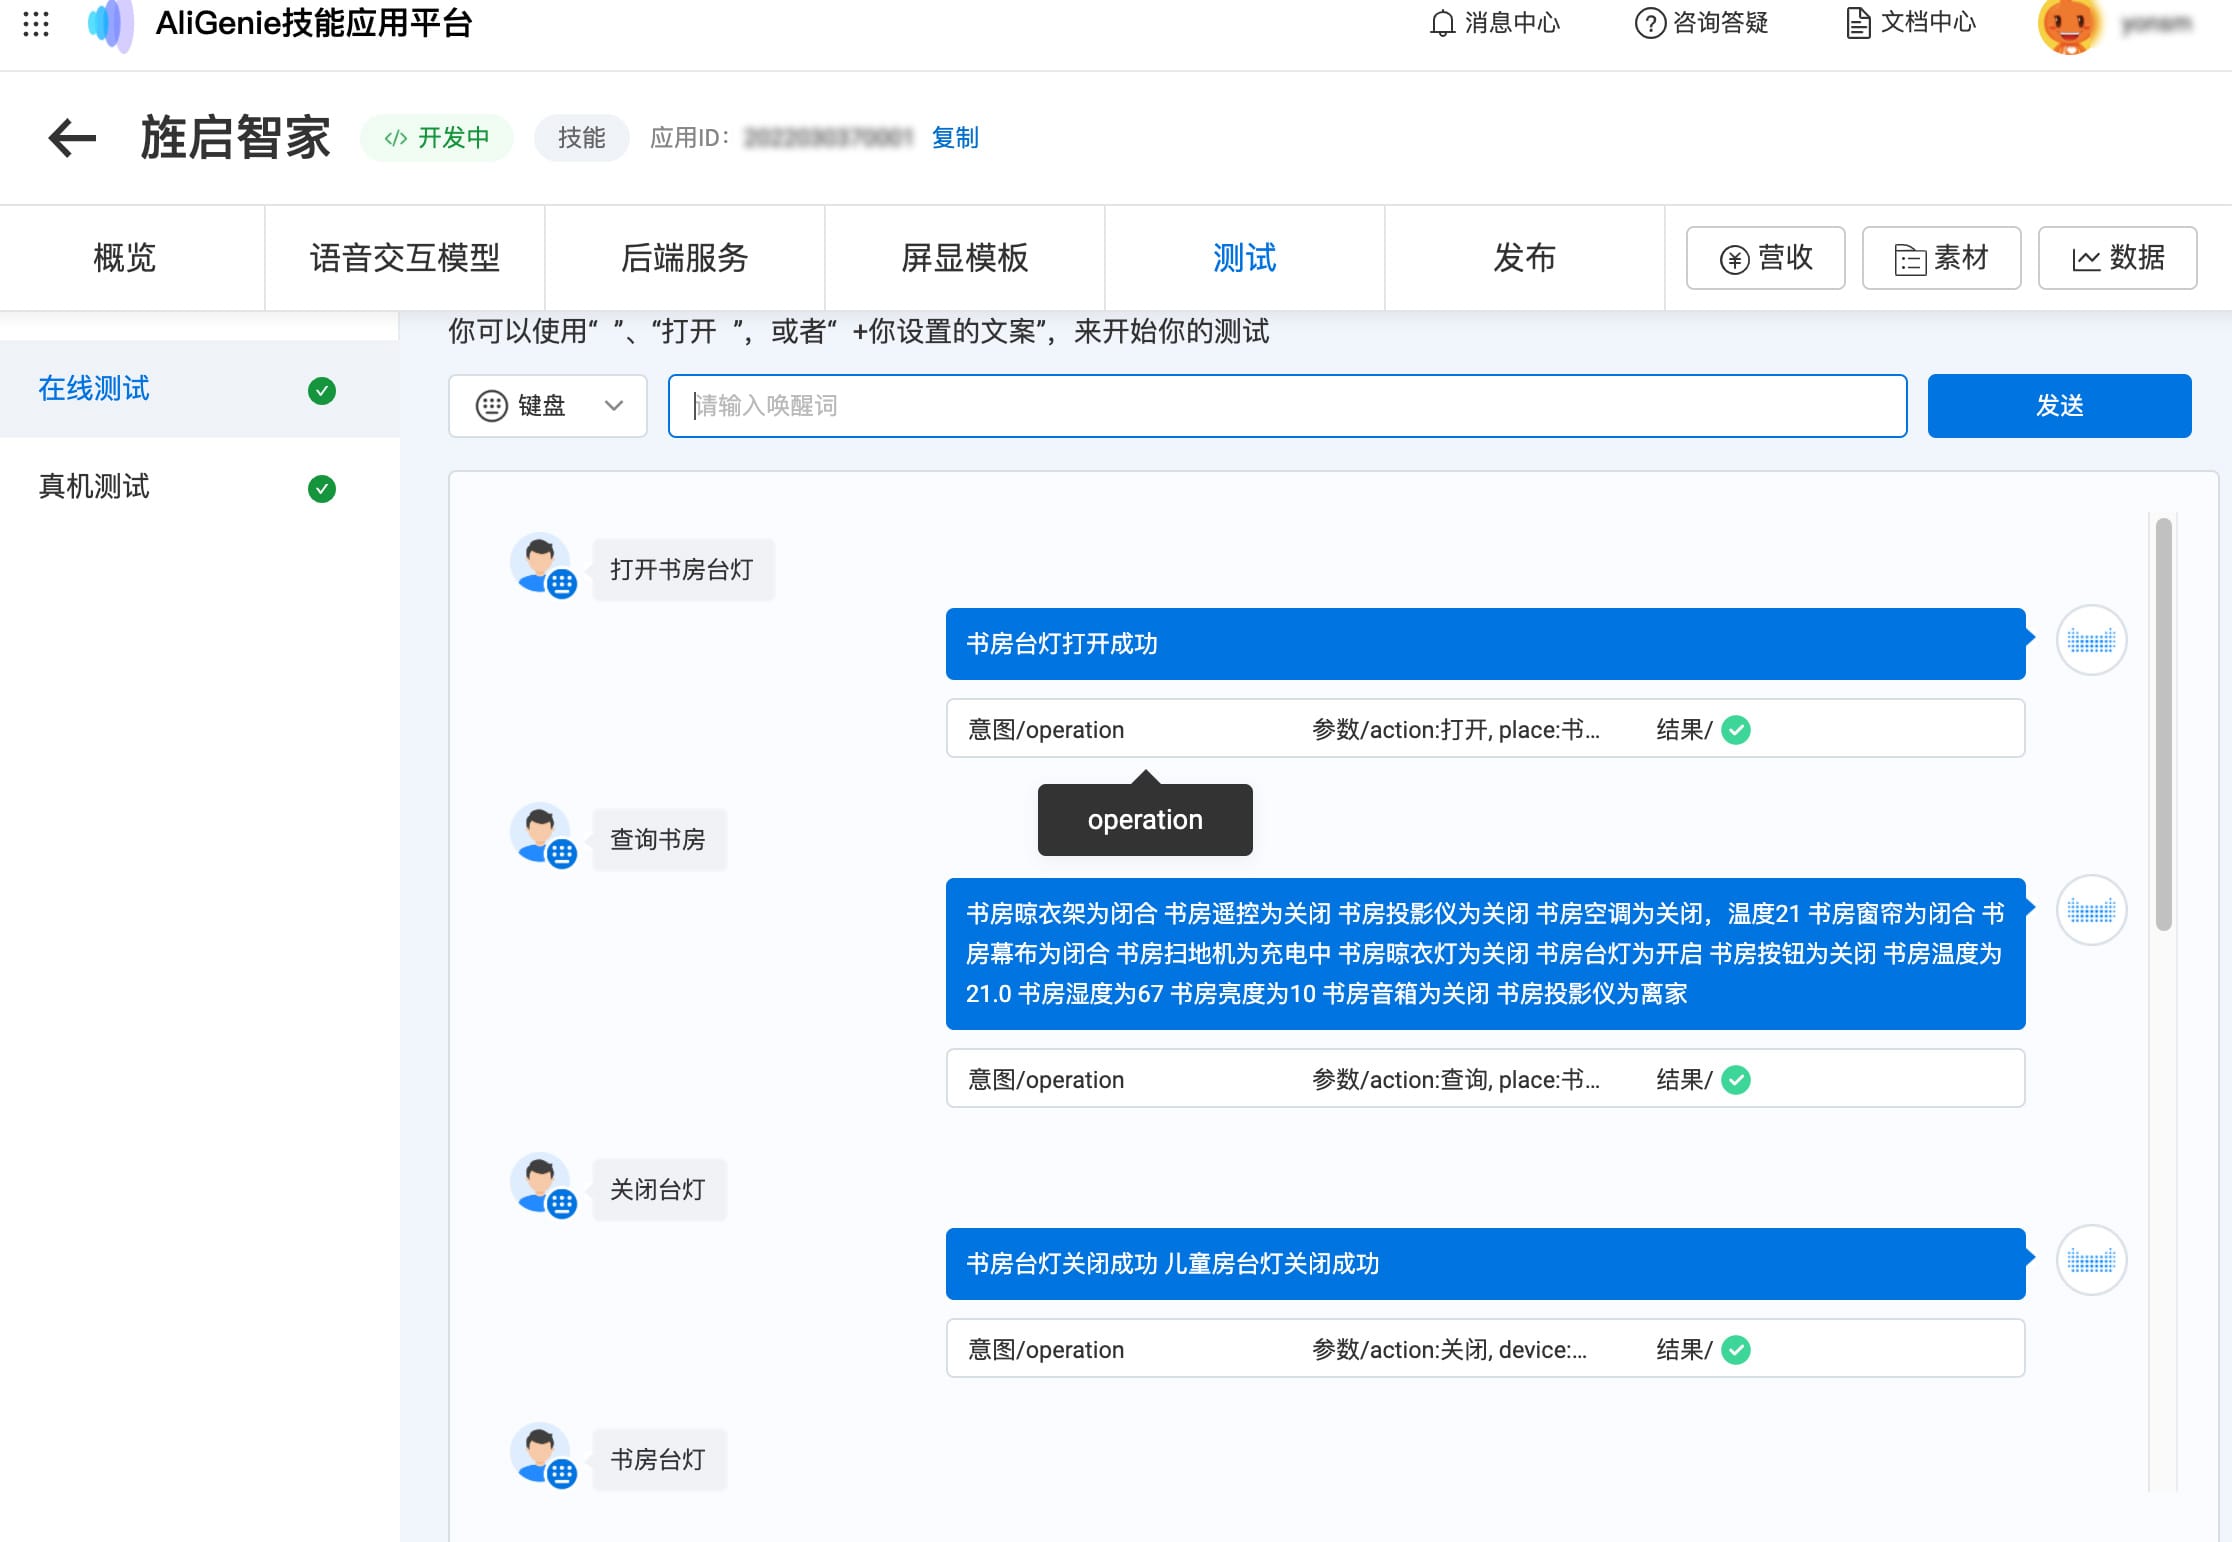 AliGenie技能应用平台
消息中心
咨询答疑
文档中心
旌启智家
开发中
技能
应用ID：
复制
概览
语音交互模型
后端服务
屏显模板
测试
发布
营收
素材
数据
在线测试
真机测试
你可以使用“ ”、“打开 ”，或者“ +你设置的文案”，来开始你的测试
键盘
请输入唤醒词
发送
打开书房台灯
书房台灯打开成功
意图/operation 参数/action:打开, place:书... 结果/
operation
查询书房
书房晾衣架为闭合 书房遥控为关闭 书房投影仪为关闭 书房空调为关闭，温度21 书房窗帘为闭合 书
房幕布为闭合 书房扫地机为充电中 书房晾衣灯为关闭 书房台灯为开启 书房按钮为关闭 书房温度为
21.0 书房湿度为67 书房亮度为10 书房音箱为关闭 书房投影仪为离家
意图/operation 参数/action:查询, place:书... 结果/
关闭台灯
书房台灯关闭成功 儿童房台灯关闭成功
意图/operation 参数/action:关闭, device:... 结果/
书房台灯